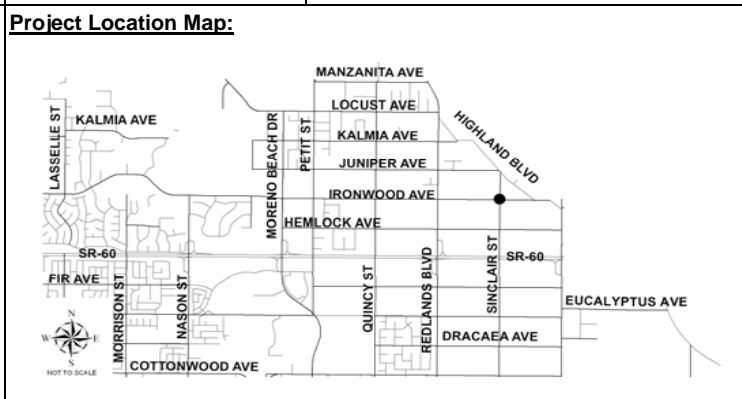 Project Location Map:
MANZANITA AVE
LOCUST AVE
KALMIA AVE
KALMIA AVE
HIGHLAND BLVD
LASSELLE ST
MORENO BEACH DR
PETIT ST
JUNIPER AVE
IRONWOOD AVE
HEMLOCK AVE
SR-60
SR-60
FIR AVE
MORRISON ST
NASON ST
QUINCY ST
REDLANDS BLVD
SINCLAIR ST
EUCALYPTUS AVE
DRACAEA AVE
COTTONWOOD AVE
N
W E
S
NOT TO SCALE